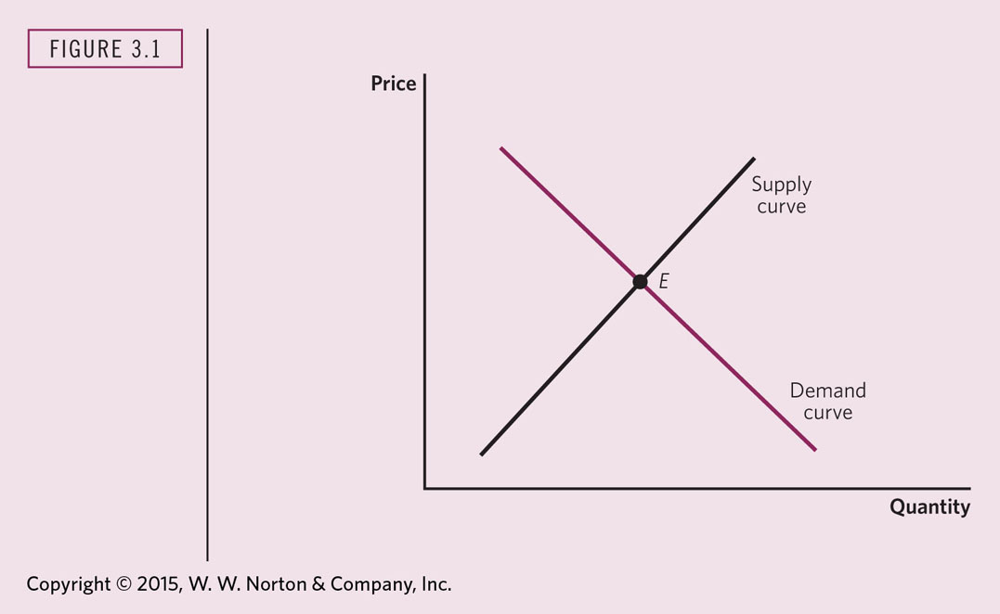 FIGURE 3.1
Price
Supply
curve
E
Demand
curve
Quantity
Copyright © 2015, W. W. Norton & Company, Inc.